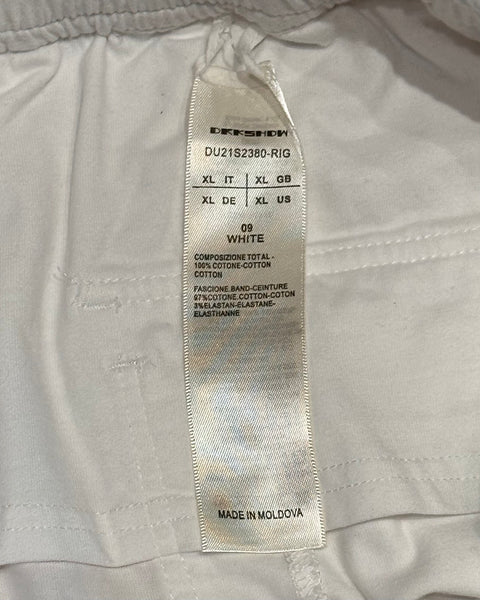 DRKSHDW
DU21S2380-RIG
XL IT XL GB
XL DE XL US
09
WHITE
COMPOSIZIONE TOTAL -
100% COTONE-COTTON
COTTON
FASCIONE.BAND-CEINTURE
97%COTONE.COTTON-COTON
3%ELASTAN-ELASTANE-
ELASTHANNE
MADE IN MOLDOVA